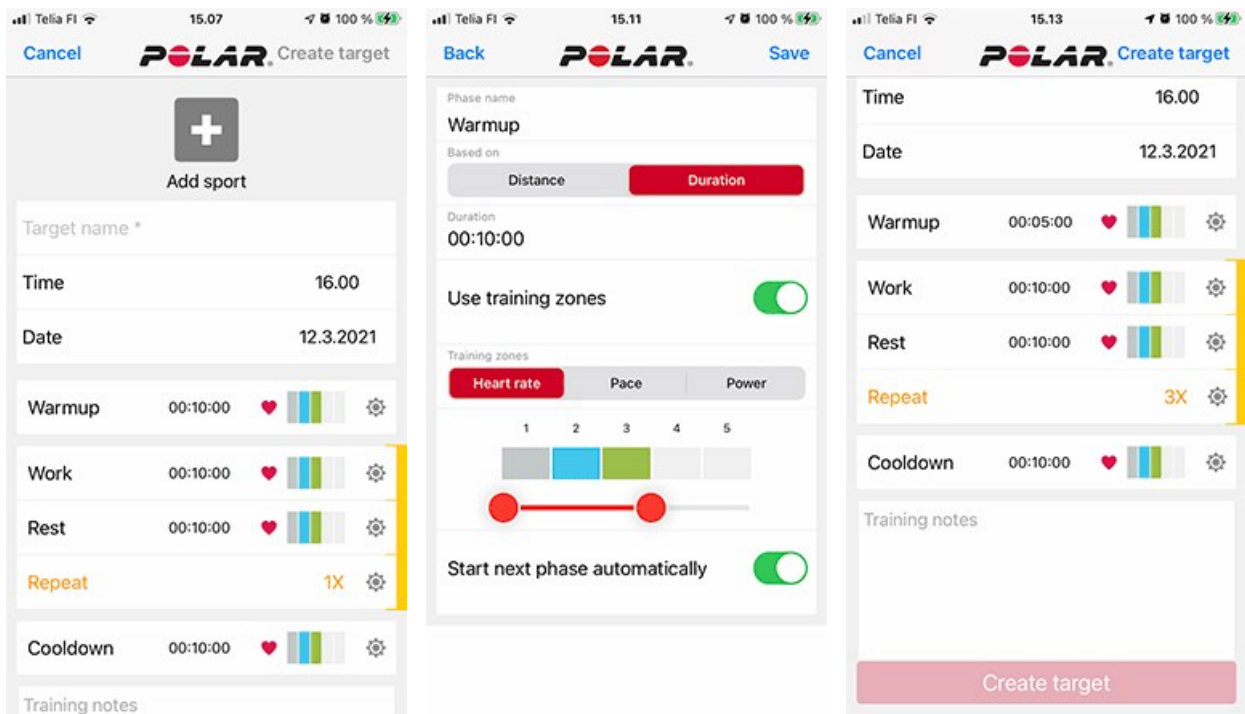 Telia FI 15.07 100 %
Cancel POLAR. Create target
Add sport
Target name *
Time 16.00
Date 12.3.2021
Warmup 00:10:00
Work 00:10:00
Rest 00:10:00
Repeat 1X
Cooldown 00:10:00
Training notes
Telia FI 15.11 100 %
Back POLAR. Save
Phase name
Warmup
Based on
Distance Duration
Duration
00:10:00
Use training zones
Training zones
Heart rate Pace Power
1 2 3 4 5
Start next phase automatically
Telia FI 15.13 100 %
Cancel POLAR. Create target
Time 16.00
Date 12.3.2021
Warmup 00:05:00
Work 00:10:00
Rest 00:10:00
Repeat 3X
Cooldown 00:10:00
Training notes
Create target